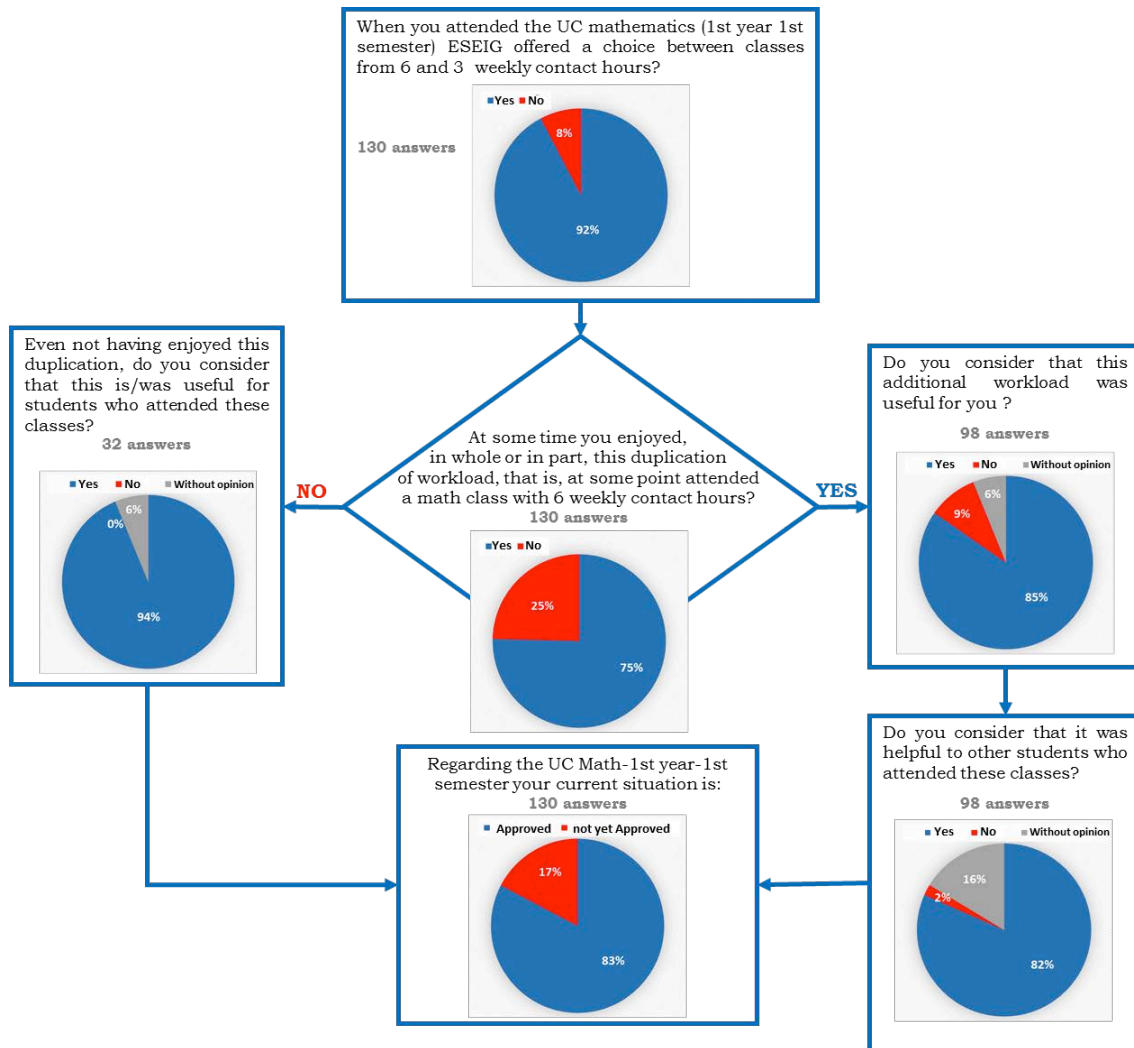 When you attended the UC mathematics (1st year 1st
semester) ESEIG offered a choice between classes
from 6 and 3 weekly contact hours?
Yes No
130 answers
8%
92%
Even not having enjoyed this
duplication, do you consider
that this is/was useful for
students who attended these
classes?
32 answers
Yes No Without opinion
6%
0%
94%
NO
At some time you enjoyed,
in whole or in part, this duplication
of workload, that is, at some point attended
a math class with 6 weekly contact hours?
130 answers
Yes No
25%
75%
YES
Do you consider that this
additional workload was
useful for you ?
98 answers
Yes No Without opinion
6%
9%
85%
Do you consider that it was
helpful to other students who
attended these classes?
98 answers
Yes No Without opinion
16%
2%
82%
Regarding the UC Math-1st year-1st
semester your current situation is:
130 answers
Approved not yet Approved
17%
83%